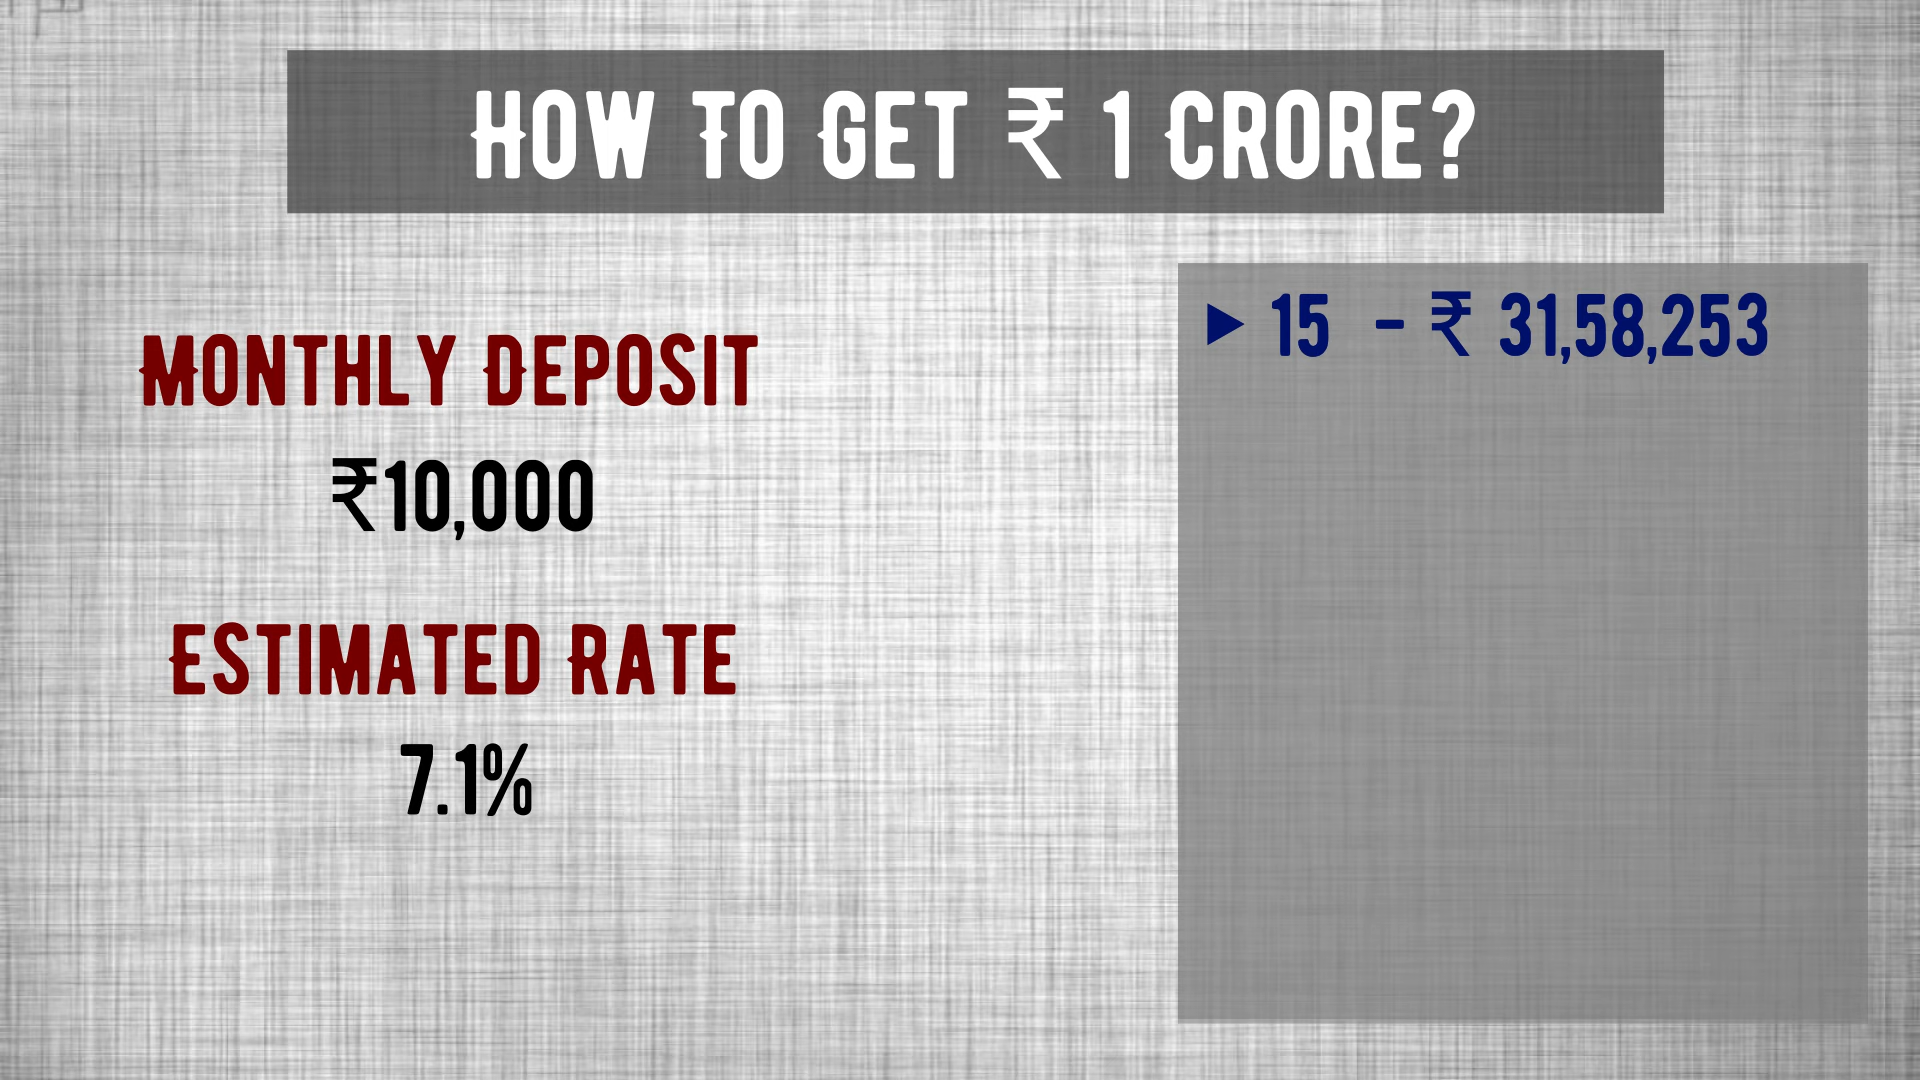 How To Get ₹ 1 Crore?
Monthly Deposit
₹10,000
Estimated Rate
7.1%
▶ 15 - ₹ 31,58,253